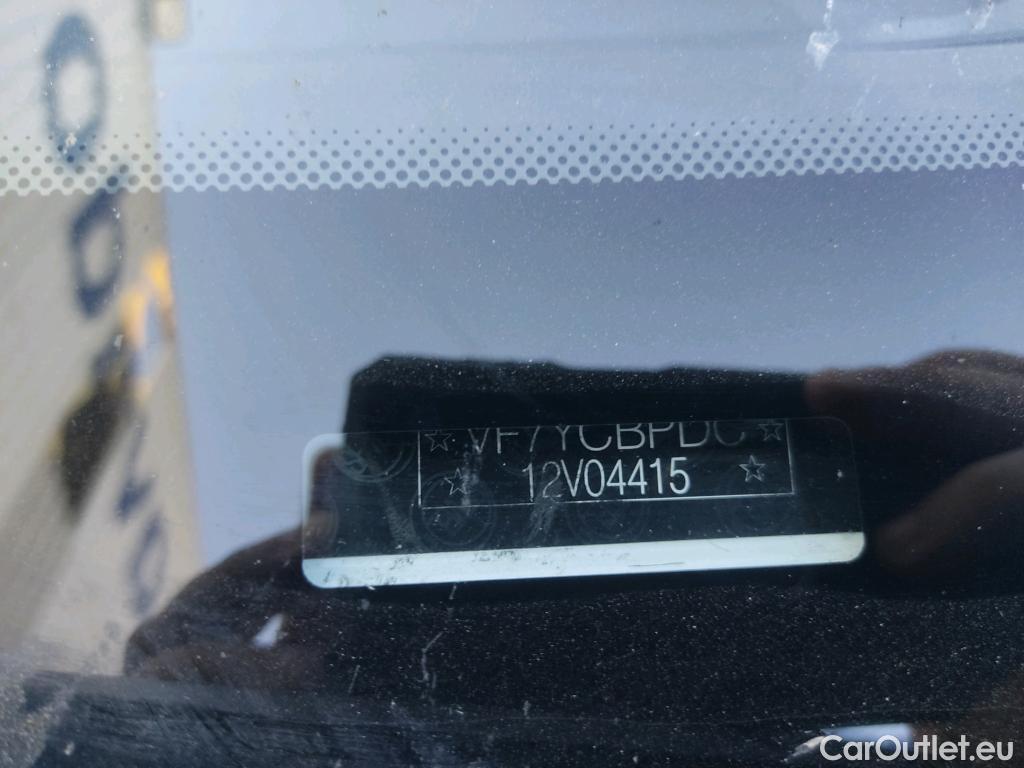 ☆ VF7YCBPDC ☆
☆ 12V04415 ☆
CarOutlet.eu